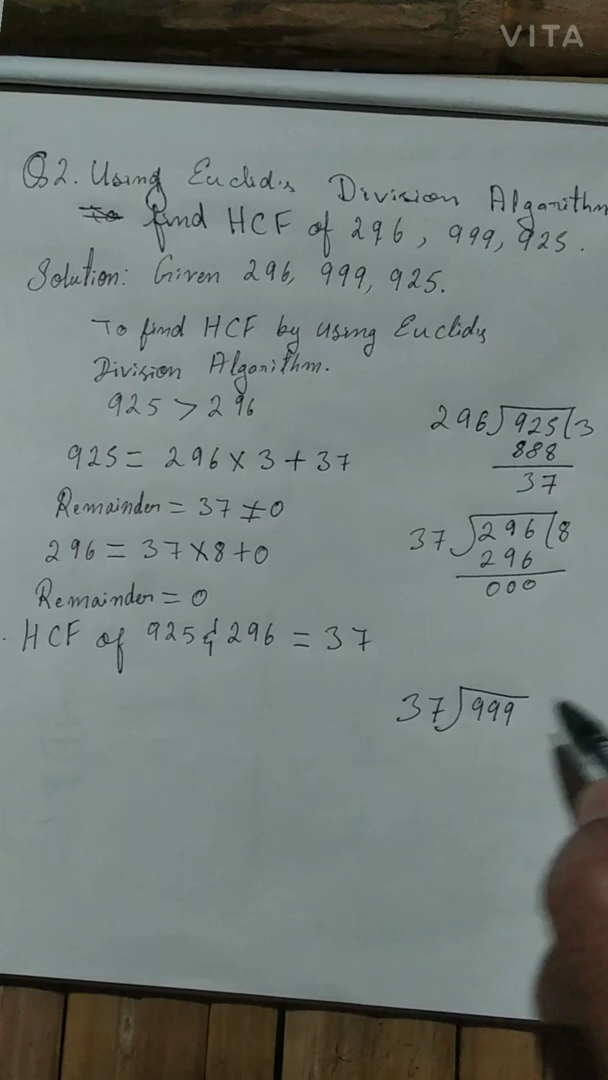 VITA
Q2. Using Euclid's Division Algorithm
find HCF of 296, 999, 925.
Solution: Given 296, 999, 925.
To find HCF by using Euclids
Division Algorithm.
925 > 296
925 = 296 × 3 + 37
Remainder = 37 ≠ 0
296 = 37 × 8 + 0
Remainder = 0
HCF of 925 & 296 = 37
296)925(3
888
37
37)296(8
296
000
37)999